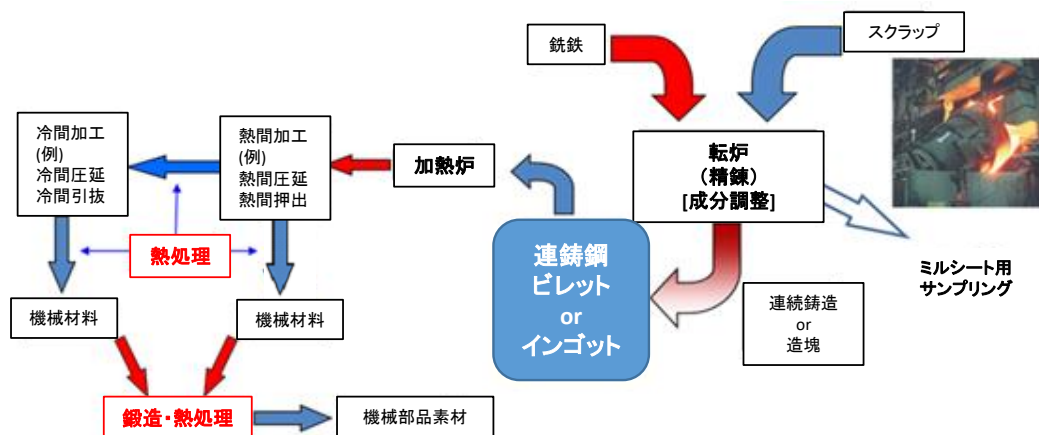 銑鉄
スクラップ
転炉
（精錬）
[成分調整]
ミルシート用
サンプリング
連続鋳造
or
造塊
連鋳鋼
ビレット
or
インゴット
加熱炉
熱間加工
(例)
熱間圧延
熱間押出
冷間加工
(例)
冷間圧延
冷間引抜
熱処理
機械材料
機械材料
鍛造・熱処理
機械部品素材